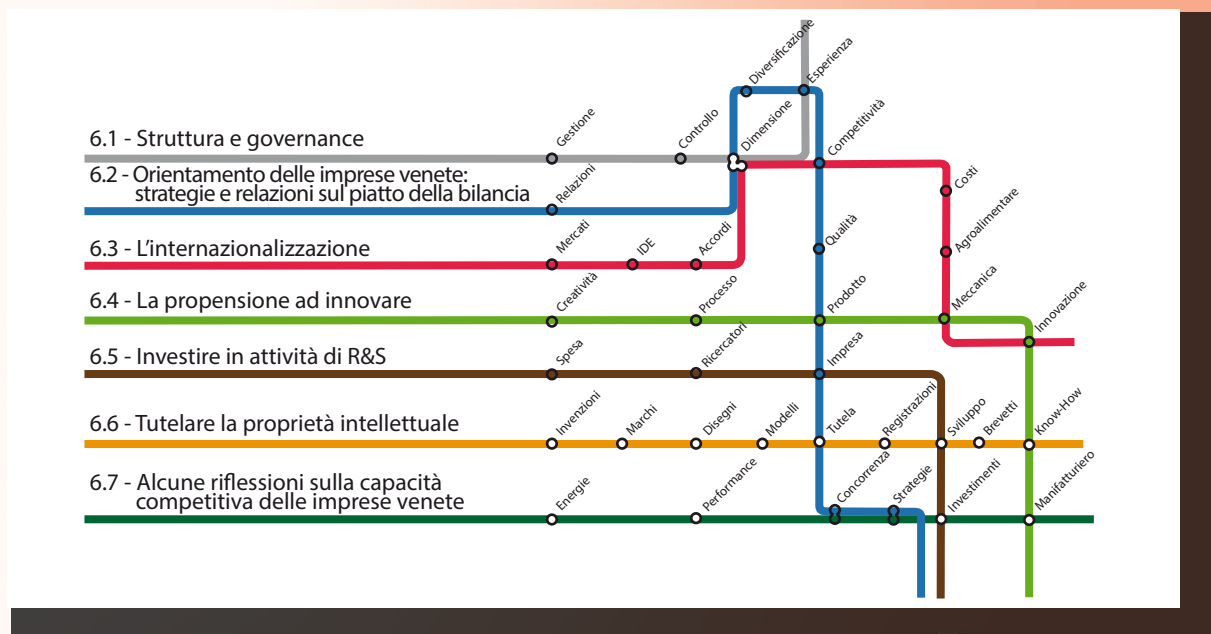 Diversificazione
Esperienza
6.1 - Struttura e governance
Gestione
Controllo
Dimensione
Competitività
6.2 - Orientamento delle imprese venete:
strategie e relazioni sul piatto della bilancia
Relazioni
Costi
6.3 - L'internazionalizzazione
Mercati
IDE
Accordi
Qualità
Agroalimentare
6.4 - La propensione ad innovare
Creatività
Processo
Prodotto
Meccanica
Innovazione
6.5 - Investire in attività di R&S
Spesa
Ricercatori
Impresa
6.6 - Tutelare la proprietà intellettuale
Invenzioni
Marchi
Disegni
Modelli
Tutela
Registrazioni
Sviluppo
Brevetti
Know-How
6.7 - Alcune riflessioni sulla capacità
competitiva delle imprese venete
Energie
Performance
Concorrenza
Strategie
Investimenti
Manifatturiero